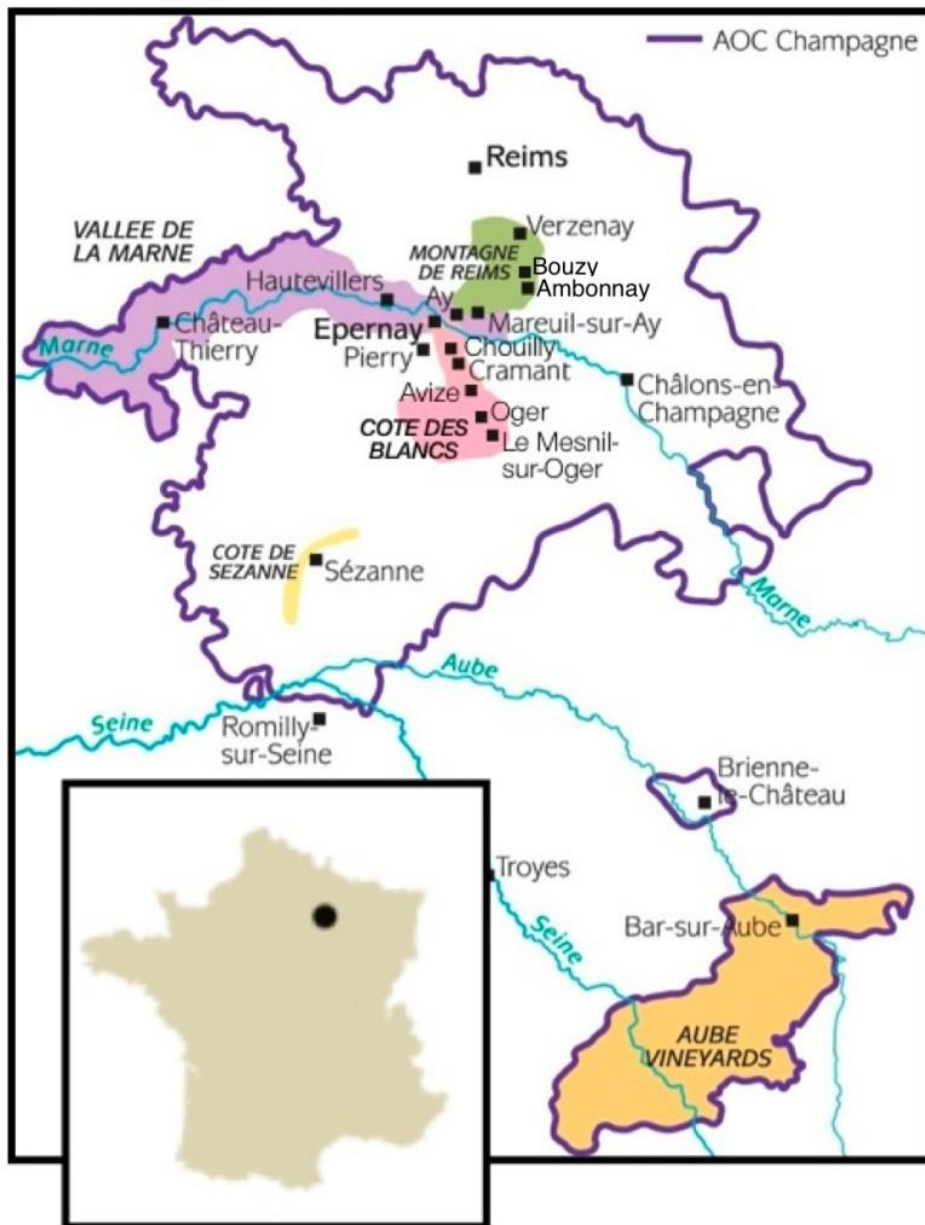 AOC Champagne
Reims
VALLEE DE
LA MARNE
Verzenay
MONTAGNE
DE REIMS
Bouzy
Ambonnay
Hautevillers
Ay
Mareuil-sur-Ay
Epernay
Château-
Thierry
Marne
Pierry
Chouilly
Cramant
Avize
Châlons-en-
Champagne
Oger
COTE DES
BLANCS
Le Mesnil-
sur-Oger
COTE DE
SEZANNE
Sézanne
Marne
Aube
Seine
Romilly-
sur-Seine
Brienne-
le-Château
Troyes
Seine
Bar-sur-Aube
AUBE
VINEYARDS